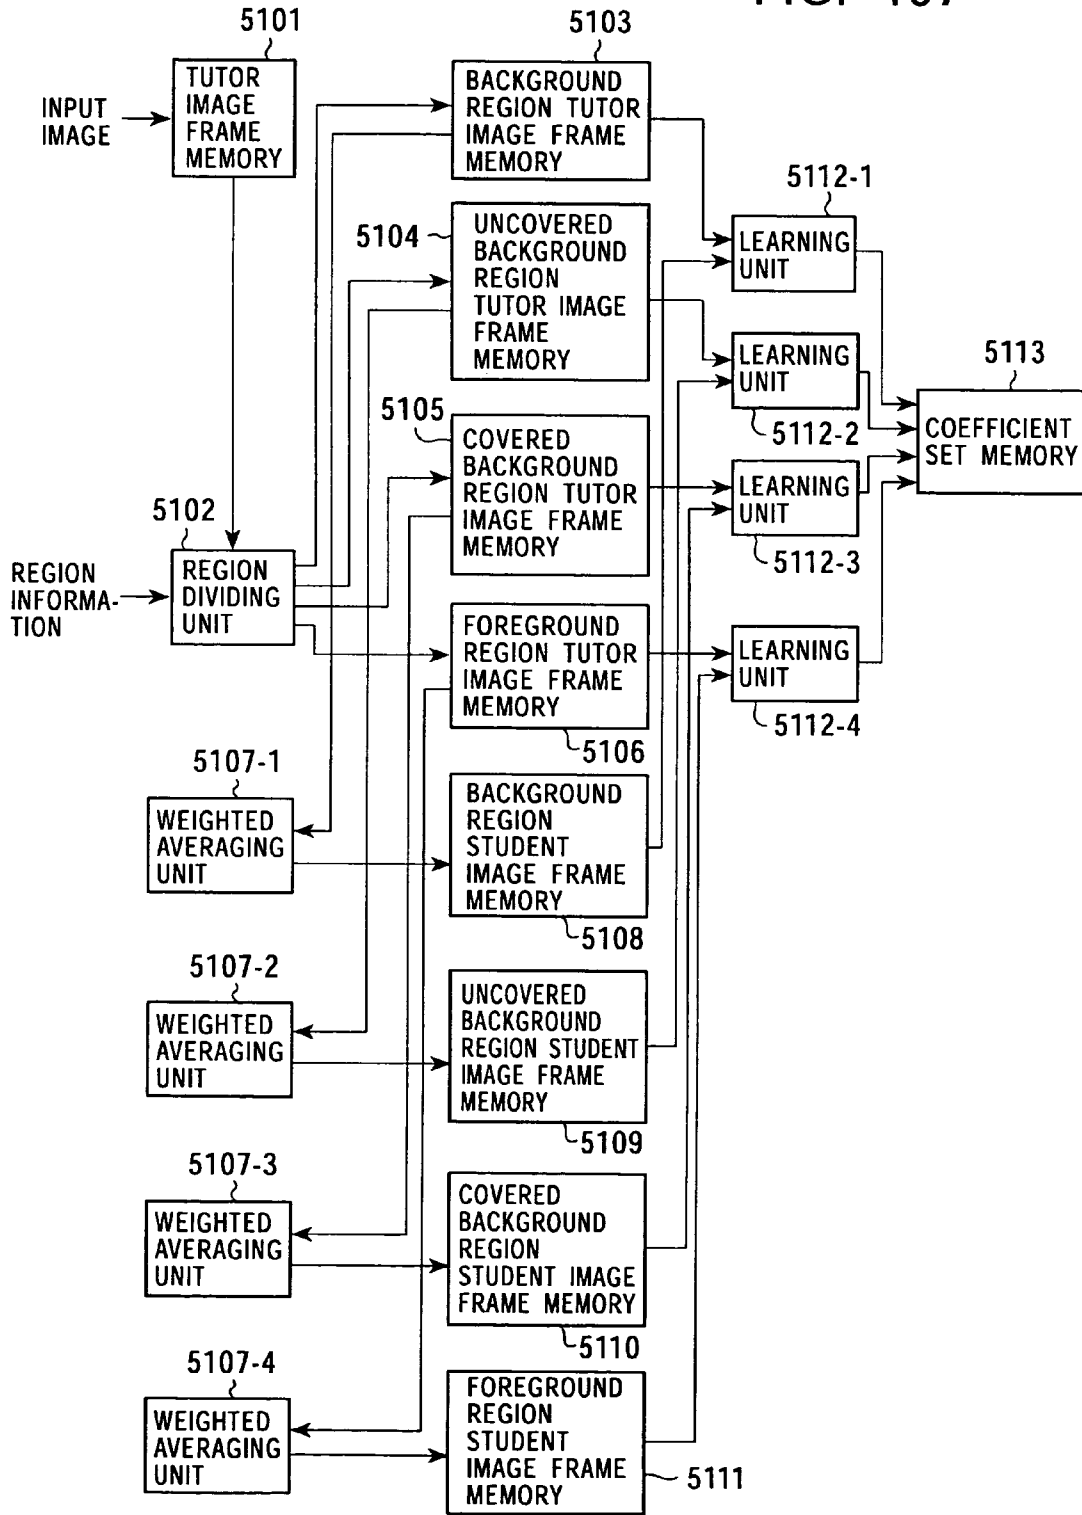 5101
TUTOR
IMAGE
FRAME
MEMORY
INPUT
IMAGE
5103
BACKGROUND
REGION TUTOR
IMAGE FRAME
MEMORY
5104
UNCOVERED
BACKGROUND
REGION
TUTOR IMAGE
FRAME
MEMORY
5112-1
LEARNING
UNIT
LEARNING
UNIT
5112-2
5113
COEFFICIENT
SET MEMORY
5105
COVERED
BACKGROUND
REGION TUTOR
IMAGE FRAME
MEMORY
LEARNING
UNIT
5112-3
5102
REGION
DIVIDING
UNIT
REGION
INFORMA-
TION
FOREGROUND
REGION TUTOR
IMAGE FRAME
MEMORY
5106
LEARNING
UNIT
5112-4
5107-1
WEIGHTED
AVERAGING
UNIT
BACKGROUND
REGION
STUDENT
IMAGE FRAME
MEMORY
5108
5107-2
WEIGHTED
AVERAGING
UNIT
UNCOVERED
BACKGROUND
REGION STUDENT
IMAGE FRAME
MEMORY
5109
5107-3
WEIGHTED
AVERAGING
UNIT
COVERED
BACKGROUND
REGION
STUDENT IMAGE
FRAME MEMORY
5110
5107-4
WEIGHTED
AVERAGING
UNIT
FOREGROUND
REGION
STUDENT
IMAGE FRAME
MEMORY
5111